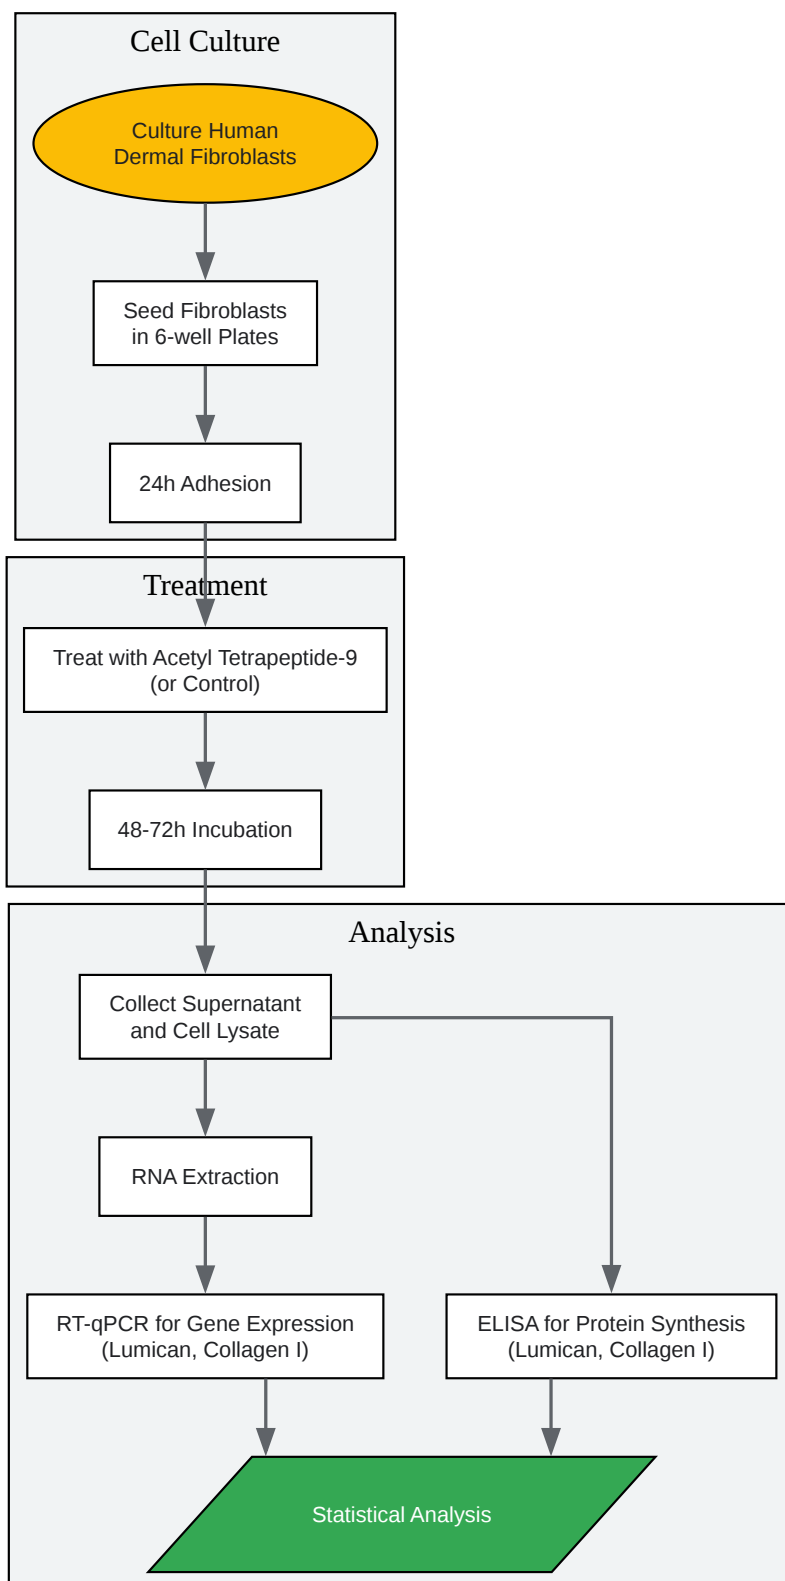 Cell Culture
Culture Human
Dermal Fibroblasts
Seed Fibroblasts
in 6-well Plates
24h Adhesion
Treatment
Treat with Acetyl Tetrapeptide-9
(or Control)
48-72h Incubation
Analysis
Collect Supernatant
and Cell Lysate
RNA Extraction
RT-qPCR for Gene Expression
(Lumican, Collagen I)
ELISA for Protein Synthesis
(Lumican, Collagen I)
Statistical Analysis